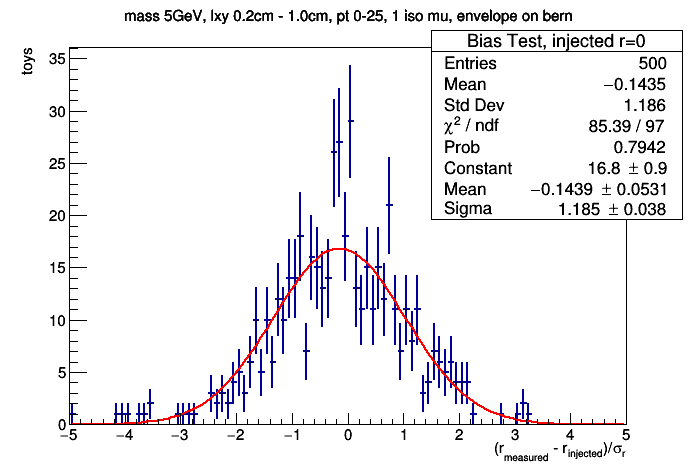 mass 5GeV, lxy 0.2cm - 1.0cm, pt 0-25, 1 iso mu, envelope on bern
Bias Test, injected r=0
Entries 500
Mean −0.1435
Std Dev 1.186
χ² / ndf 85.39 / 97
Prob 0.7942
Constant 16.8 ± 0.9
Mean −0.1439 ± 0.0531
Sigma 1.185 ± 0.038
toys
35
30
25
20
15
10
5
0
−5 −4 −3 −2 −1 0 1 2 3 4 5
(r_measured - r_injected)/σ_r